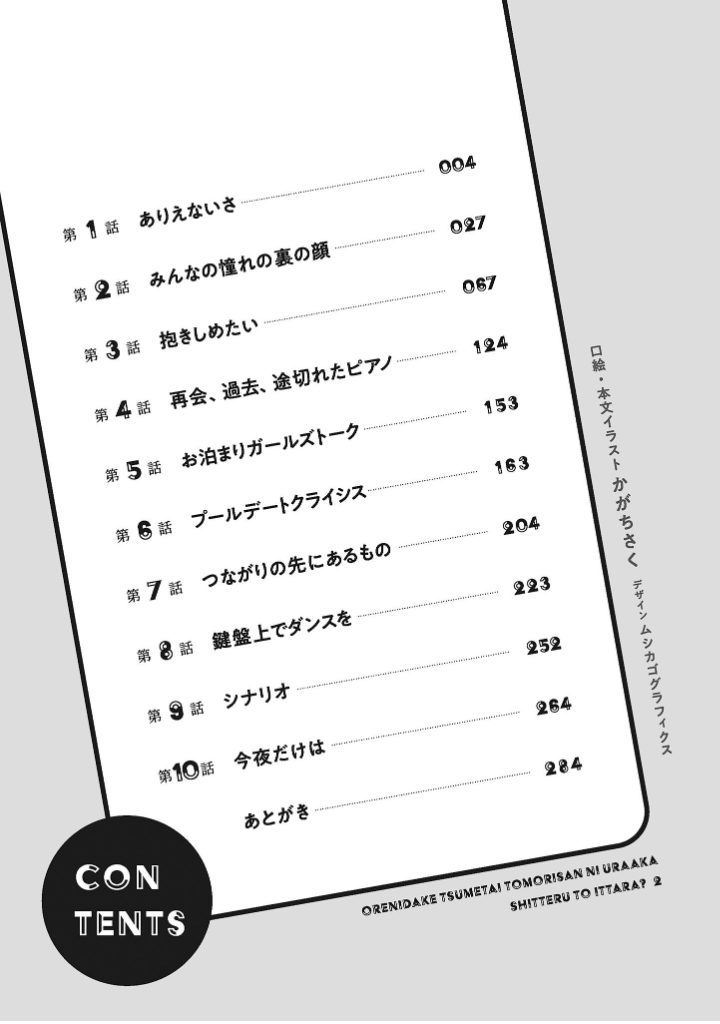 第1話 ありえないさ 004
第2話 みんなの憧れの裏の顔 027
第3話 抱きしめたい 067
第4話 再会、過去、途切れたピアノ 124
第5話 お泊まりガールズトーク 153
第6話 プールデートクライシス 163
第7話 つながりの先にあるもの 204
第8話 鍵盤上でダンスを 223
第9話 シナリオ 252
第10話 今夜だけは 264
あとがき 284
口絵・本文イラスト かがちさく デザイン ムシカゴグラフィクス
CON
TENTS
ORENIDAKE TSUMETAI TOMORISAN NI URAAKA
SHITTERU TO ITTARA? 2